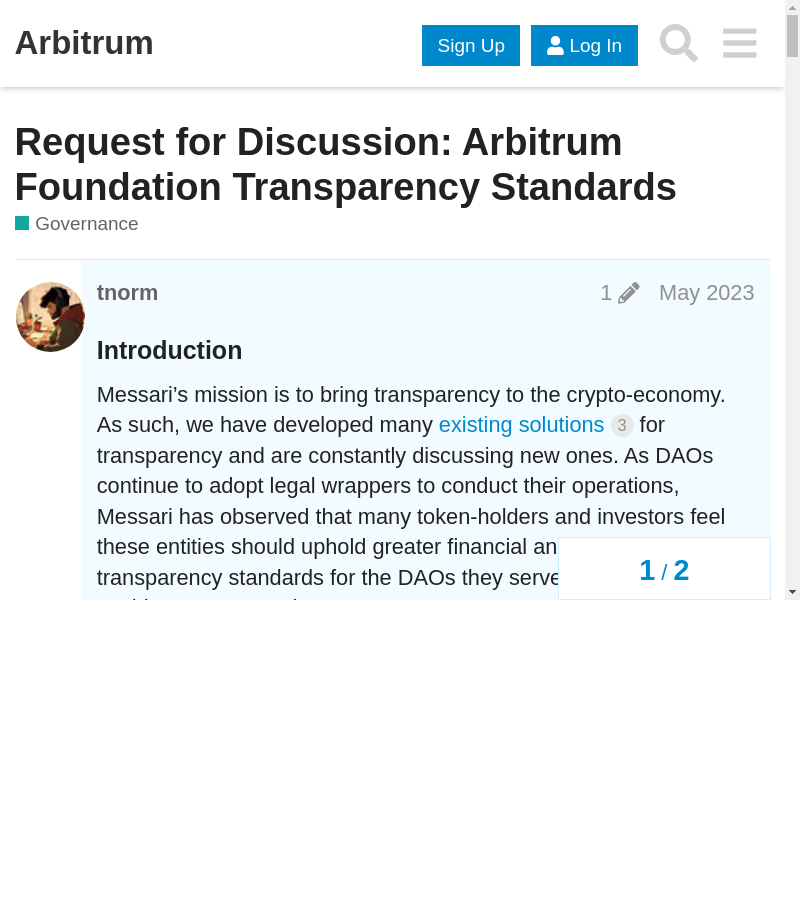 Arbitrum
Sign Up
Log In
Request for Discussion: Arbitrum
Foundation Transparency Standards
Governance
tnorm
1
May 2023
Introduction
Messari’s mission is to bring transparency to the crypto-economy.
As such, we have developed many existing solutions 3 for
transparency and are constantly discussing new ones. As DAOs
continue to adopt legal wrappers to conduct their operations,
Messari has observed that many token-holders and investors feel
these entities should uphold greater financial an
transparency standards for the DAOs they serve
1 / 2